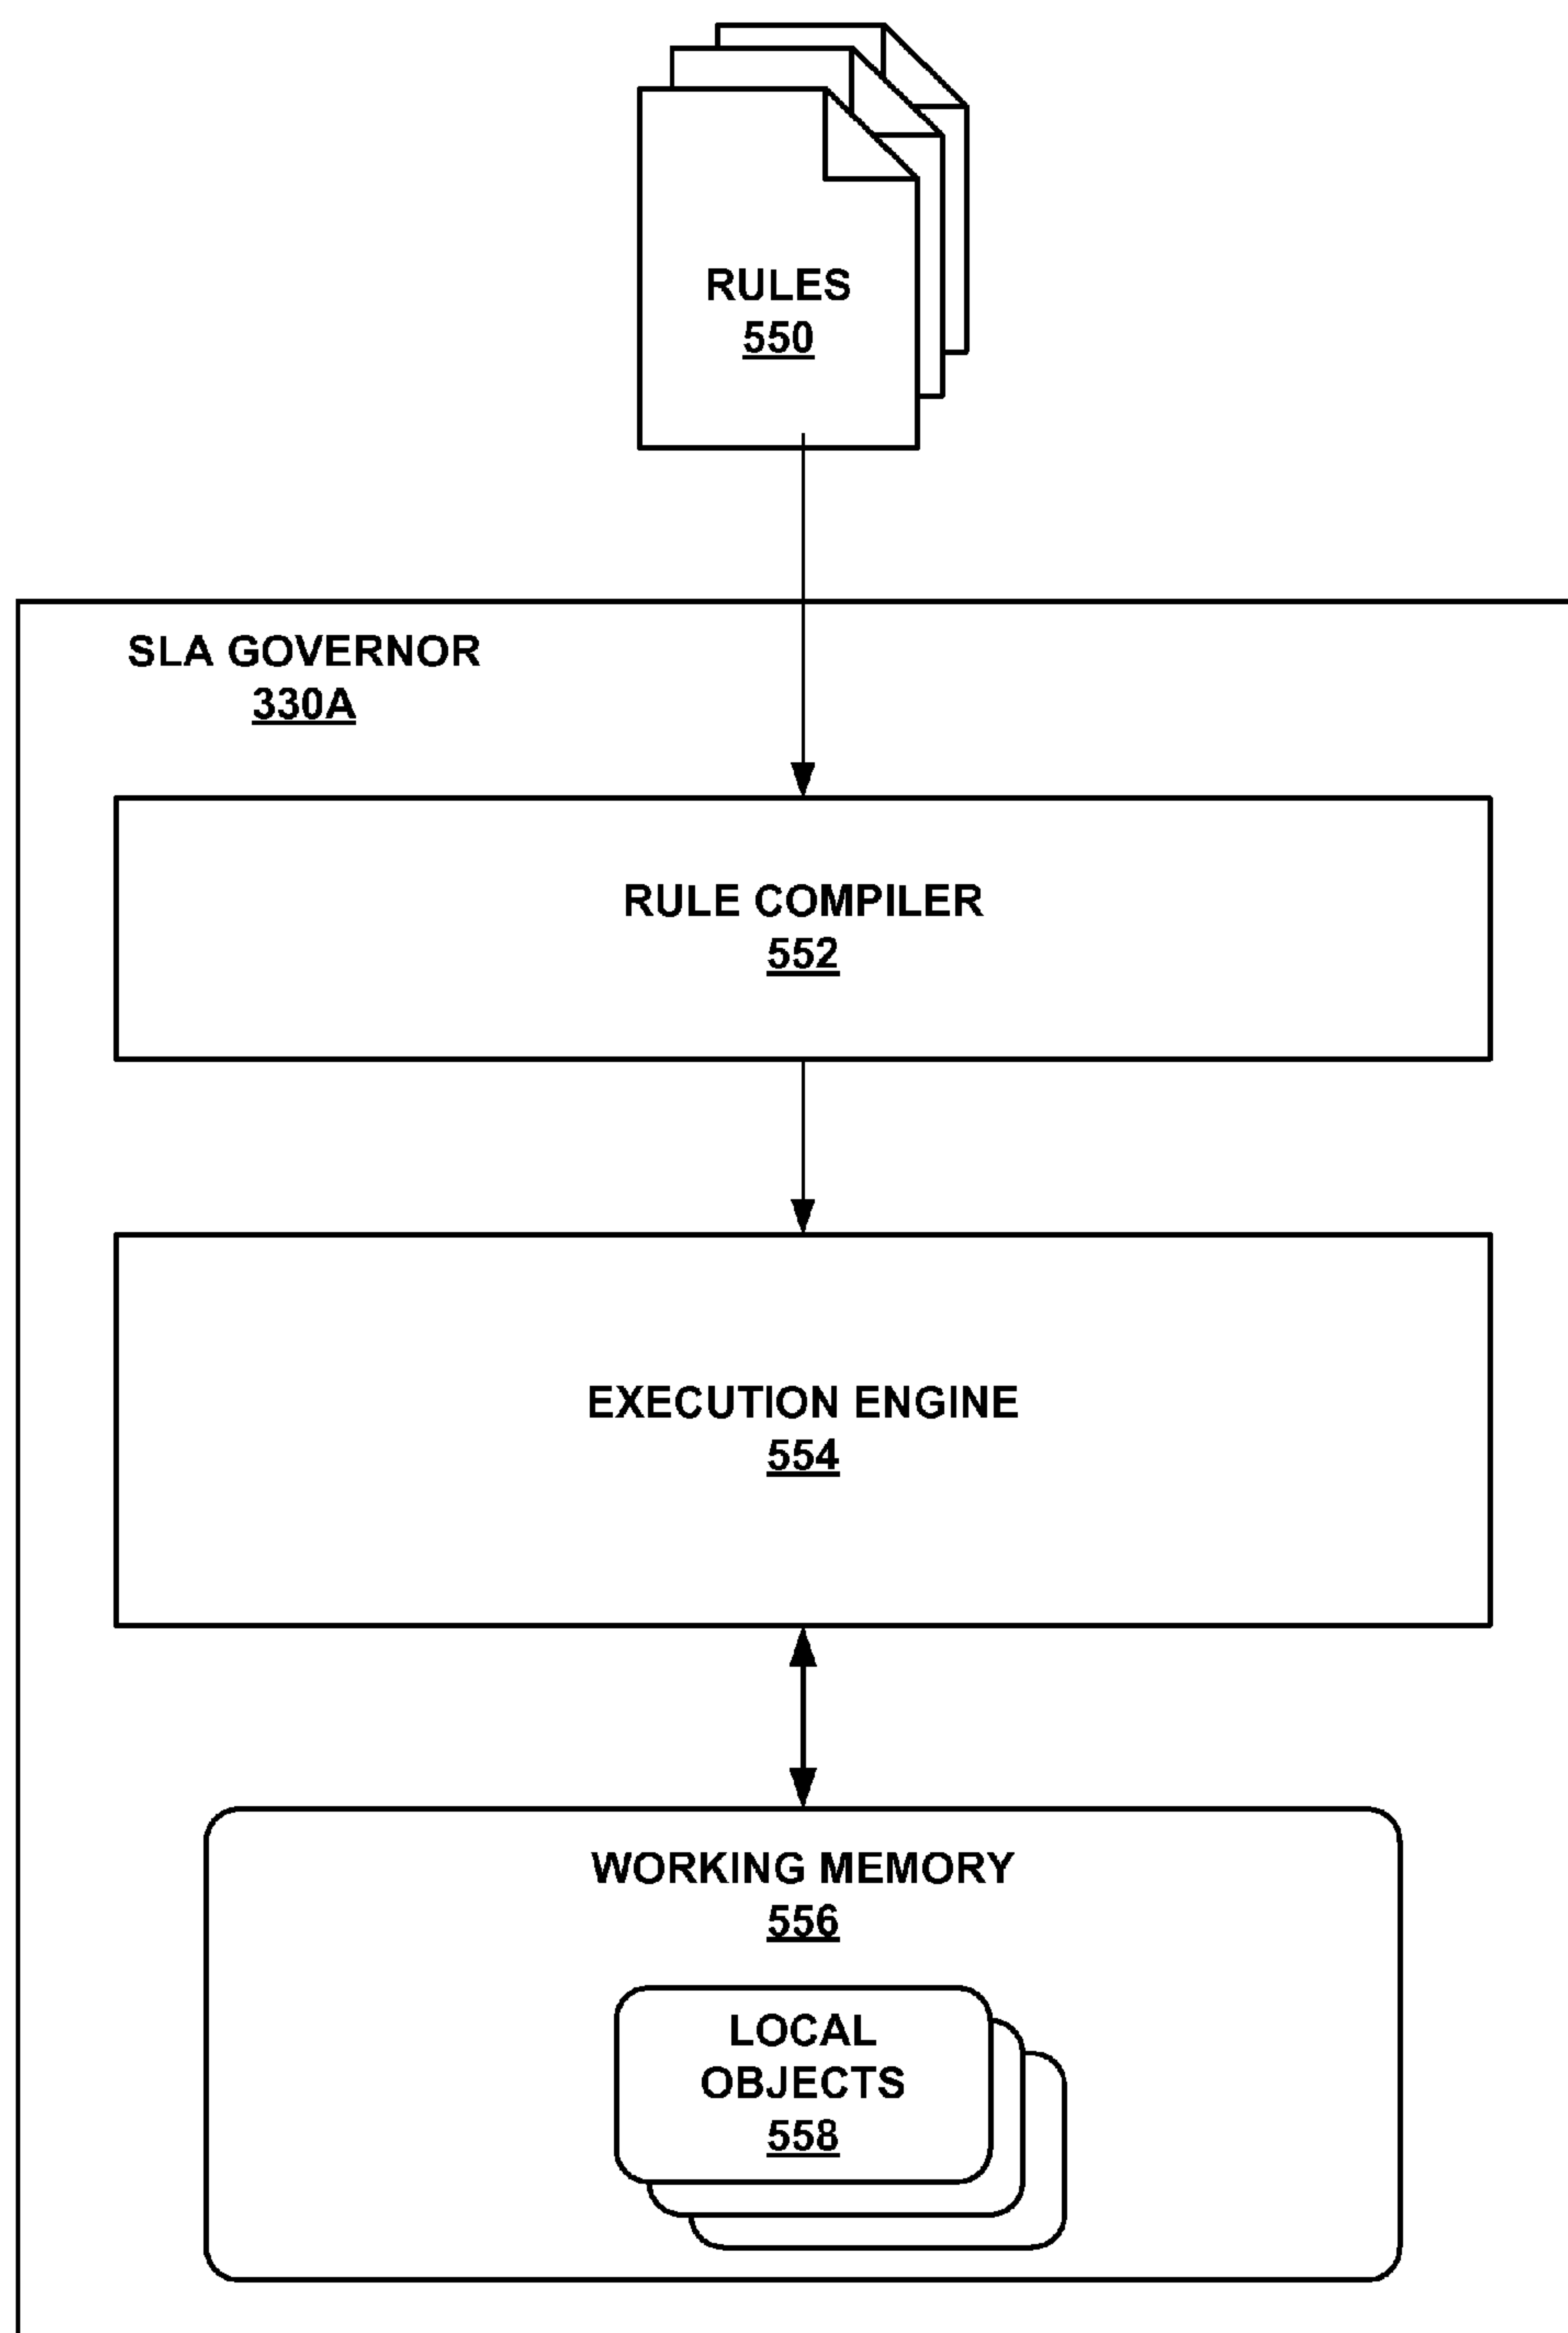 RULES
550
SLA GOVERNOR
330A
RULE COMPILER
552
EXECUTION ENGINE
554
WORKING MEMORY
556
LOCAL
OBJECTS
558